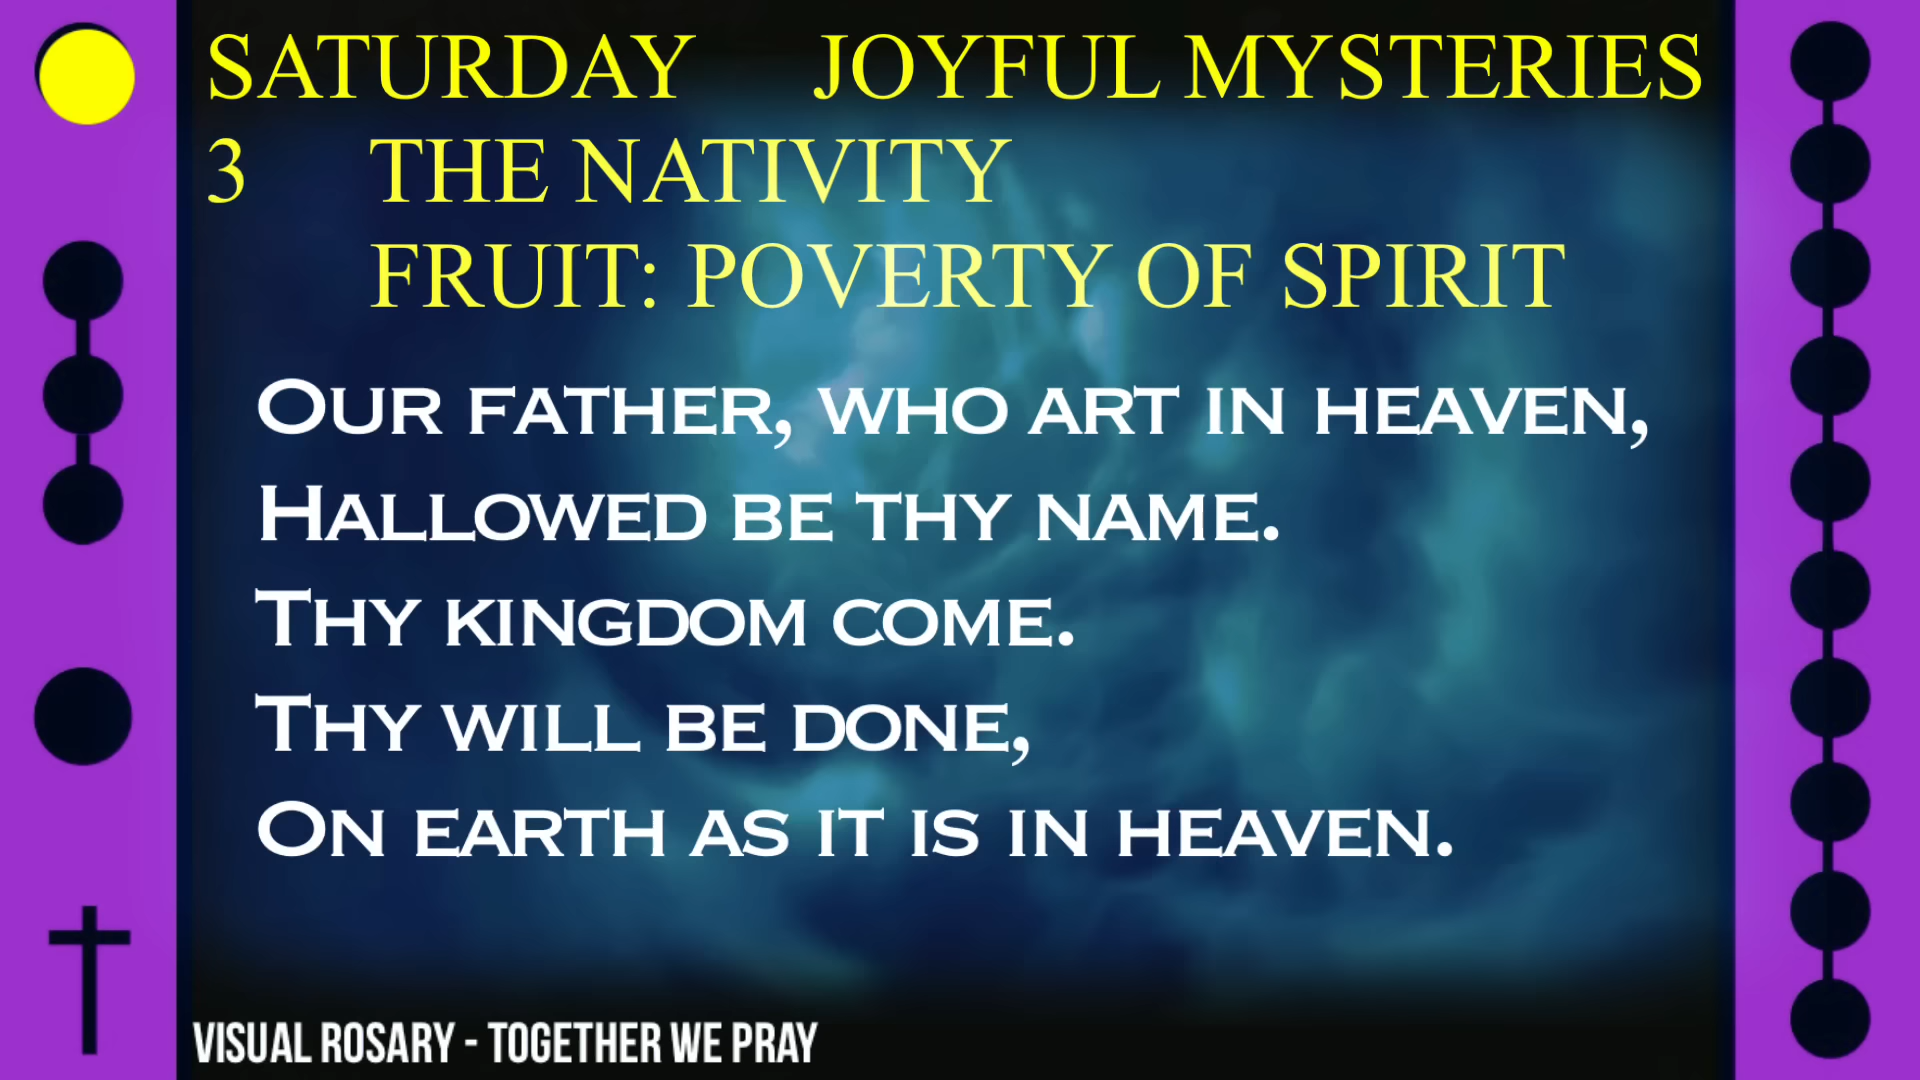 SATURDAY JOYFUL MYSTERIES
3 THE NATIVITY
FRUIT: POVERTY OF SPIRIT
OUR FATHER, WHO ART IN HEAVEN,
HALLOWED BE THY NAME.
THY KINGDOM COME.
THY WILL BE DONE,
ON EARTH AS IT IS IN HEAVEN.
VISUAL ROSARY - TOGETHER WE PRAY